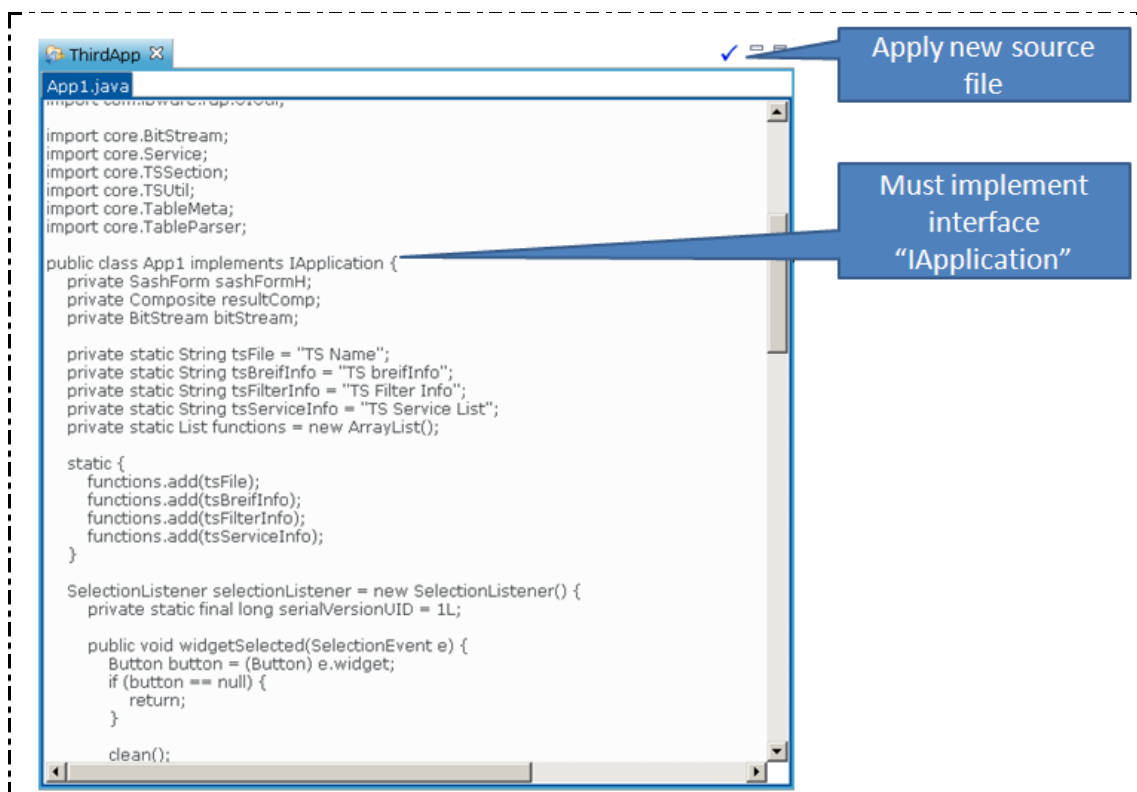 ThirdApp
Apply new source
file
App1.java
import core.BitStream;
import core.Service;
import core.TSSection;
import core.TSUtil;
import core.TableMeta;
import core.TableParser;
Must implement
interface
“IApplication”
public class App1 implements IApplication {
private SashForm sashFormH;
private Composite resultComp;
private BitStream bitStream;
private static String tsFile = "TS Name";
private static String tsBreifInfo = "TS breifInfo";
private static String tsFilterInfo = "TS Filter Info";
private static String tsServiceInfo = "TS Service List";
private static List functions = new ArrayList();
static {
functions.add(tsFile);
functions.add(tsBreifInfo);
functions.add(tsFilterInfo);
functions.add(tsServiceInfo);
}
SelectionListener selectionListener = new SelectionListener() {
private static final long serialVersionUID = 1L;
public void widgetSelected(SelectionEvent e) {
Button button = (Button) e.widget;
if (button == null) {
return;
}
clean();